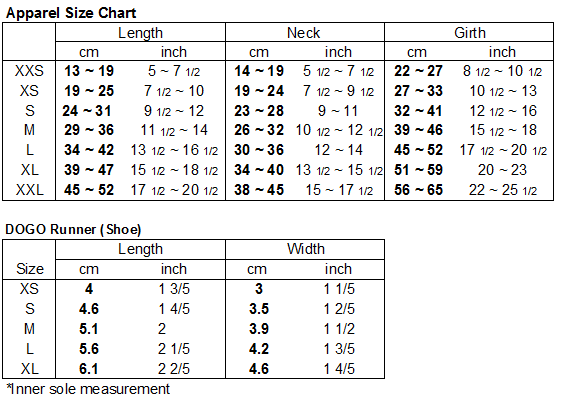 Apparel Size Chart
Length Neck Girth
cm inch cm inch cm inch
XXS 13 ~ 19 5 ~ 7 1/2 14 ~ 19 5 1/2 ~ 7 1/2 22 ~ 27 8 1/2 ~ 10 1/2
XS 19 ~ 25 7 1/2 ~ 10 19 ~ 24 7 1/2 ~ 9 1/2 27 ~ 33 10 1/2 ~ 13
S 24 ~ 31 9 1/2 ~ 12 23 ~ 28 9 ~ 11 32 ~ 41 12 1/2 ~ 16
M 29 ~ 36 11 1/2 ~ 14 26 ~ 32 10 1/2 ~ 12 1/2 39 ~ 46 15 1/2 ~ 18
L 34 ~ 42 13 1/2 ~ 16 1/2 30 ~ 36 12 ~ 14 45 ~ 52 17 1/2 ~ 20 1/2
XL 39 ~ 47 15 1/2 ~ 18 1/2 34 ~ 40 13 1/2 ~ 15 1/2 51 ~ 59 20 ~ 23
XXL 45 ~ 52 17 1/2 ~ 20 1/2 38 ~ 45 15 ~ 17 1/2 56 ~ 65 22 ~ 25 1/2
DOGO Runner (Shoe)
Length Width
Size cm inch cm inch
XS 4 1 3/5 3 1 1/5
S 4.6 1 4/5 3.5 1 2/5
M 5.1 2 3.9 1 1/2
L 5.6 2 1/5 4.2 1 3/5
XL 6.1 2 2/5 4.6 1 4/5
*Inner sole measurement